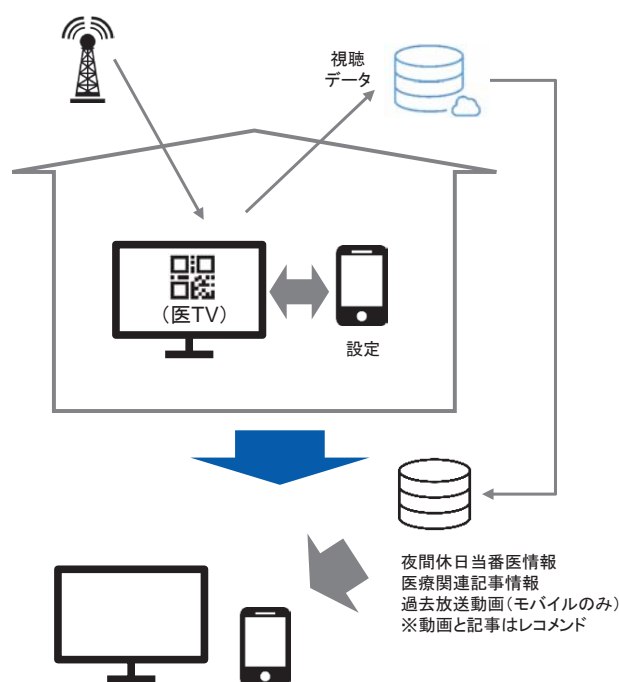 視聴
データ
(医TV)
設定
夜間休日当番医情報
医療関連記事情報
過去放送動画(モバイルのみ)
※動画と記事はレコメンド